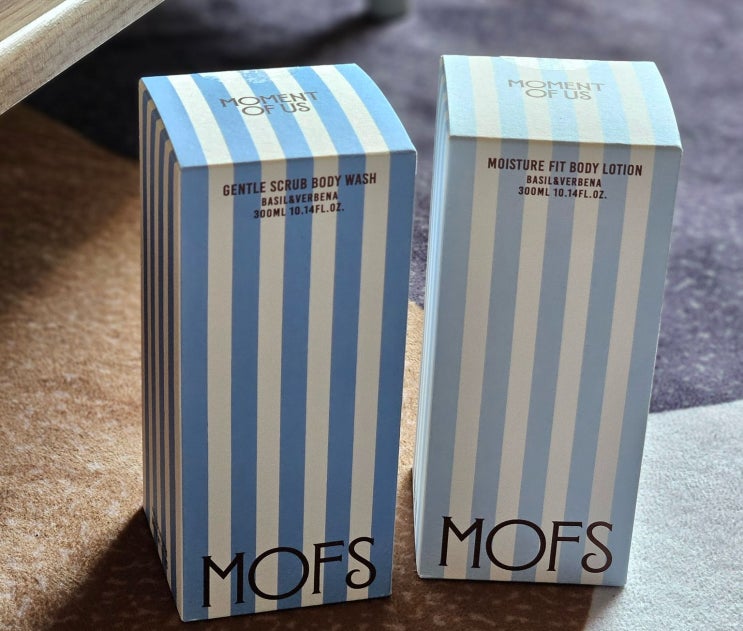 MOMENT
OF US
GENTLE SCRUB BODY WASH
BASIL&VERBENA
300ML 10.14FL.OZ.
MOFS
MOMENT
OF US
MOISTURE FIT BODY LOTION
BASIL&VERBENA
300ML 10.14FL.OZ.
MOFS